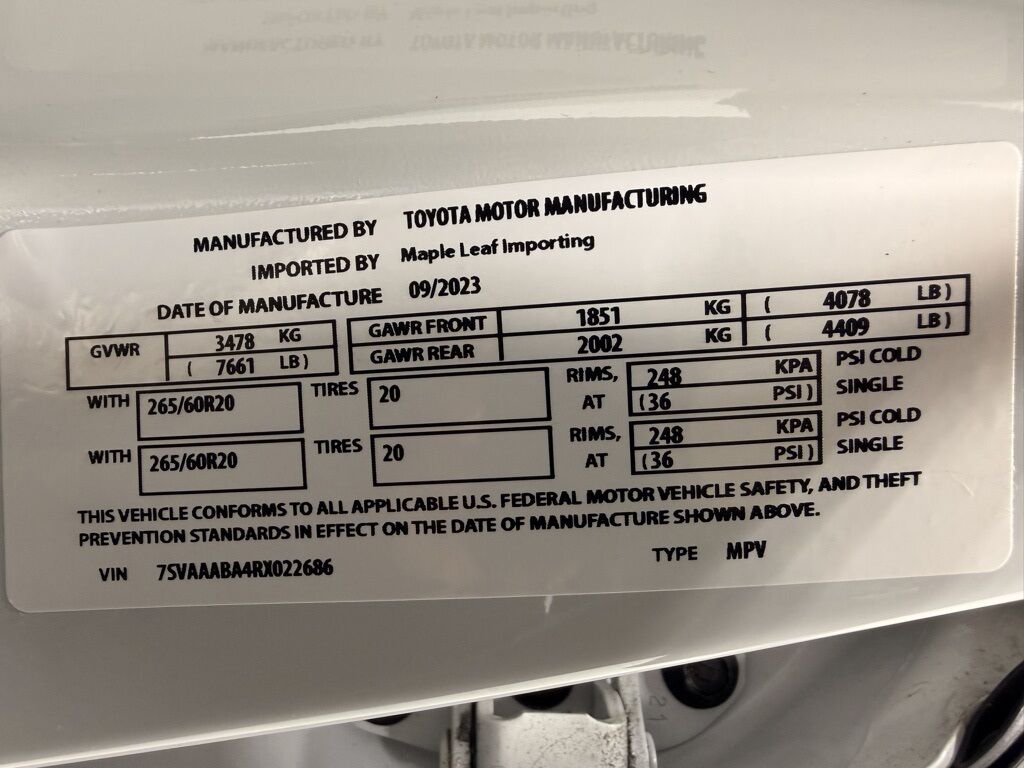 MANUFACTURED BY TOYOTA MOTOR MANUFACTURING
IMPORTED BY Maple Leaf Importing
DATE OF MANUFACTURE 09/2023
GVWR 3478 KG GAWR FRONT 1851 KG ( 4078 LB )
( 7661 LB ) GAWR REAR 2002 KG ( 4409 LB )
WITH 265/60R20 TIRES 20 RIMS, 248 KPA PSI COLD
AT (36 PSI ) SINGLE
WITH 265/60R20 TIRES 20 RIMS, 248 KPA PSI COLD
AT (36 PSI ) SINGLE
THIS VEHICLE CONFORMS TO ALL APPLICABLE U.S. FEDERAL MOTOR VEHICLE SAFETY, AND THEFT
PREVENTION STANDARDS IN EFFECT ON THE DATE OF MANUFACTURE SHOWN ABOVE.
VIN 7SVAAABA4RX022686 TYPE MPV
21